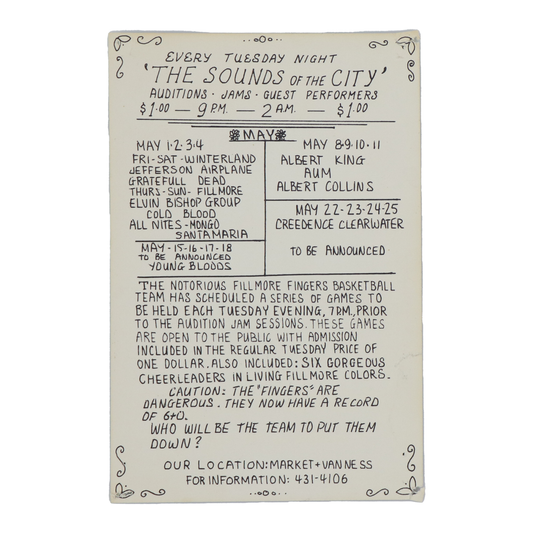 EVERY TUESDAY NIGHT
'THE SOUNDS OF THE CITY'
AUDITIONS · JAMS · GUEST PERFORMERS
$1.00 — 9 P.M. — 2 A.M. — $1.00
MAY
MAY 1·2·3·4
FRI-SAT-WINTERLAND
JEFFERSON AIRPLANE
GRATEFULL DEAD
THURS-SUN- FILLMORE
ELVIN BISHOP GROUP
COLD BLOOD
ALL NITES-MONGO
SANTAMARIA
MAY 8·9·10·11
ALBERT KING
AUM
ALBERT COLLINS
MAY-15-16-17-18
TO BE ANNOUNCED
YOUNG BLOODS
MAY 22-23-24-25
CREEDENCE CLEARWATER
TO BE ANNOUNCED
THE NOTORIOUS FILLMORE FINGERS BASKETBALL
TEAM HAS SCHEDULED A SERIES OF GAMES TO
BE HELD EACH TUESDAY EVENING, 7P.M., PRIOR
TO THE AUDITION JAM SESSIONS. THESE GAMES
ARE OPEN TO THE PUBLIC WITH ADMISSION
INCLUDED IN THE REGULAR TUESDAY PRICE OF
ONE DOLLAR. ALSO INCLUDED: SIX GORGEOUS
CHEERLEADERS IN LIVING FILLMORE COLORS.
CAUTION: THE "FINGERS" ARE
DANGEROUS. THEY NOW HAVE A RECORD
OF 6+0.
WHO WILL BE THE TEAM TO PUT THEM
DOWN?
OUR LOCATION: MARKET+VAN NESS
FOR INFORMATION: 431-4106